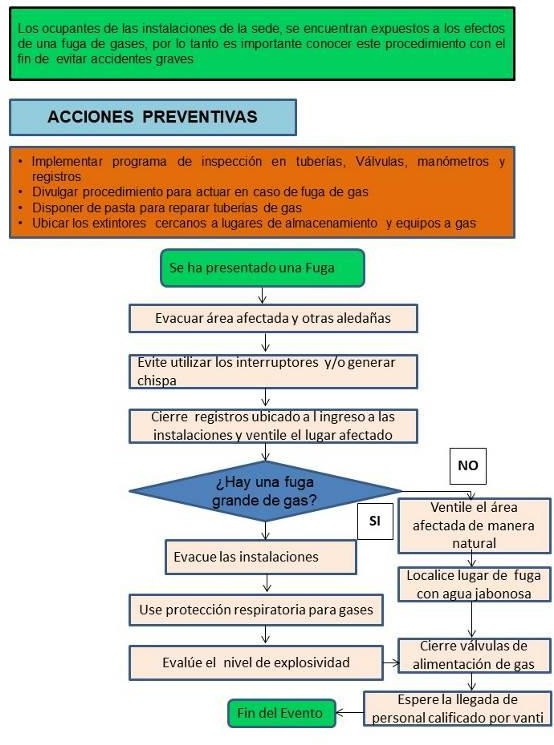 Los ocupantes de las instalaciones de la sede, se encuentran expuestos a los efectos
de una fuga de gases, por lo tanto es importante conocer este procedimiento con el
fin de evitar accidentes graves
ACCIONES PREVENTIVAS
• Implementar programa de inspección en tuberías, Válvulas, manómetros y
registros
• Divulgar procedimiento para actuar en caso de fuga de gas
• Disponer de pasta para reparar tuberías de gas
• Ubicar los extintores cercanos a lugares de almacenamiento y equipos a gas
Se ha presentado una Fuga
Evacuar área afectada y otras aledañas
Evite utilizar los interruptores y/o generar
chispa
Cierre registros ubicado a l ingreso a las
instalaciones y ventile el lugar afectado
¿Hay una fuga
grande de gas?
NO
SI
Ventile el área
afectada de manera
natural
Evacue las instalaciones
Localice lugar de fuga
con agua jabonosa
Use protección respiratoria para gases
Evalúe el nivel de explosividad
Cierre válvulas de
alimentación de gas
Espere la llegada de
personal calificado por vanti
Fin del Evento